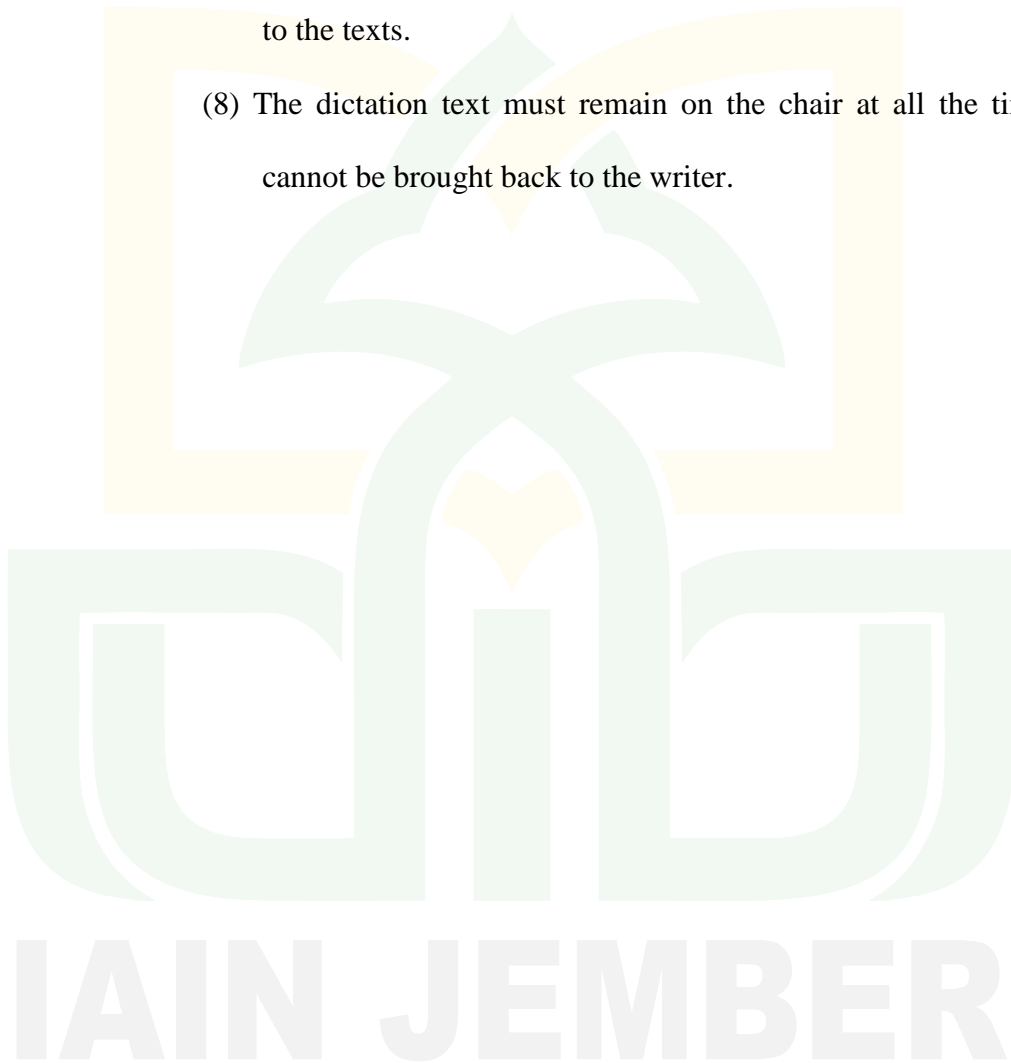 to the texts.
(8) The dictation text must remain on the chair at all the
cannot be brought back to the writer.
IAIN JEMBER